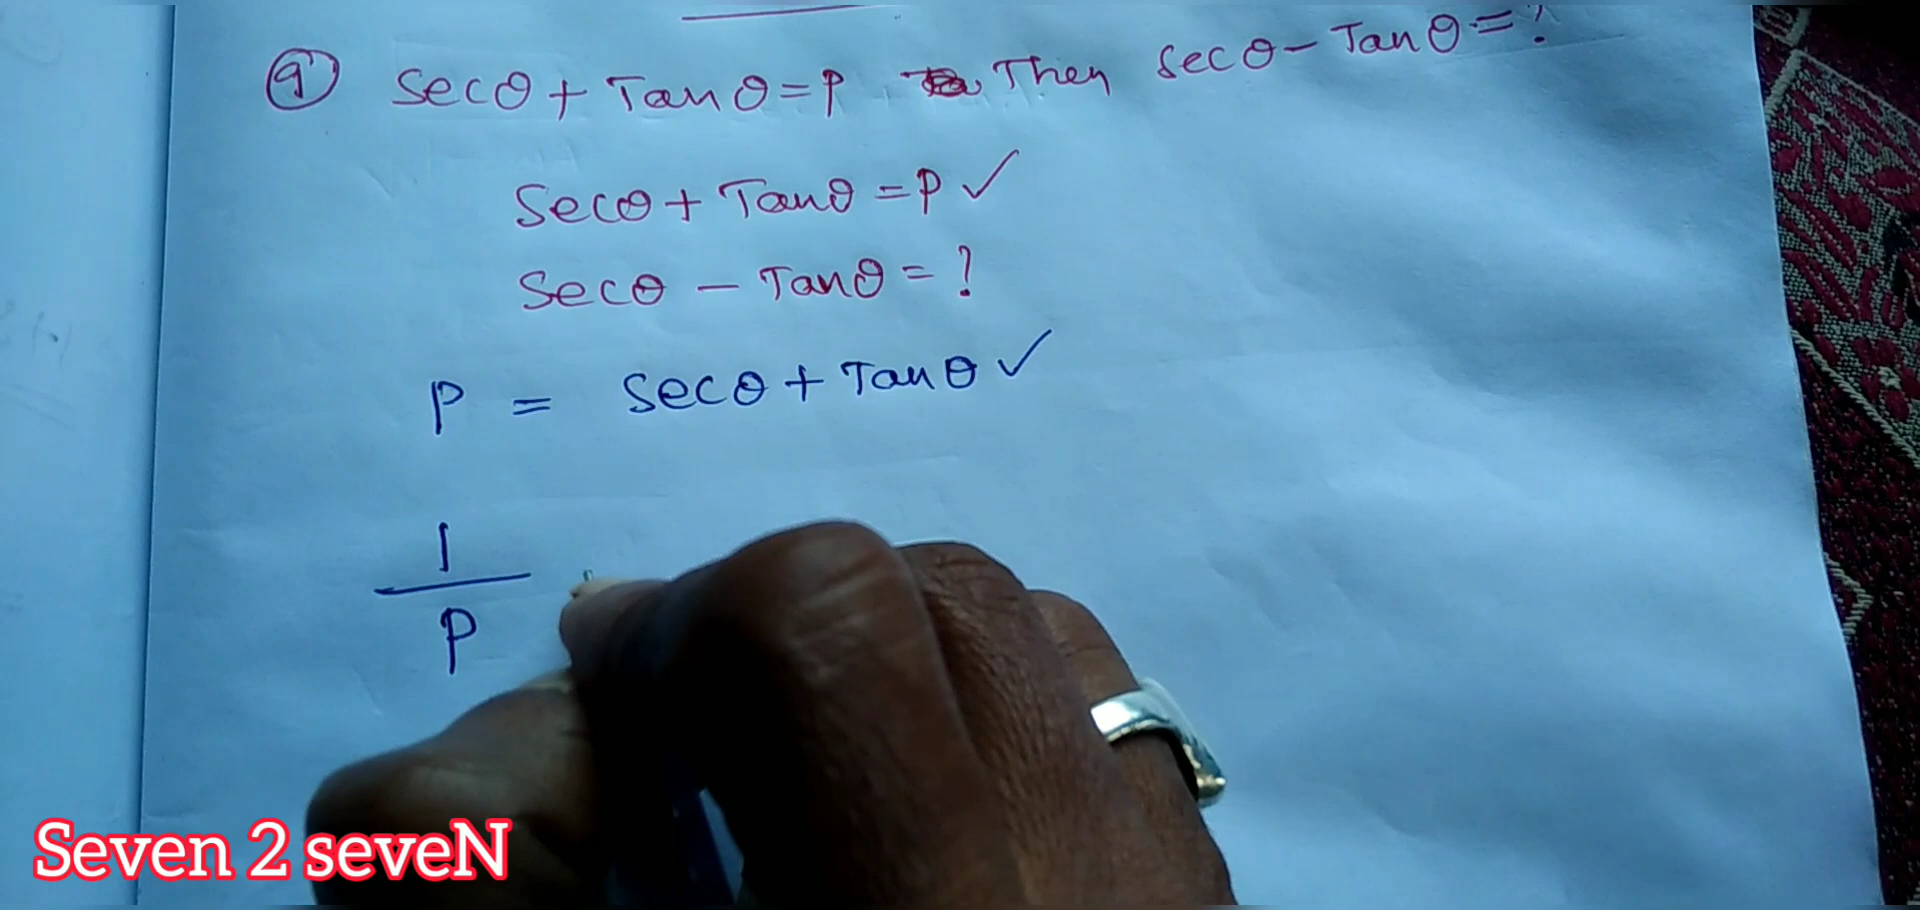 9) secθ + Tanθ = P Then secθ - Tanθ = ?
Secθ + Tanθ = P ✓
Secθ - Tanθ = ?
P = secθ + Tanθ ✓
1
P
Seven 2 seveN